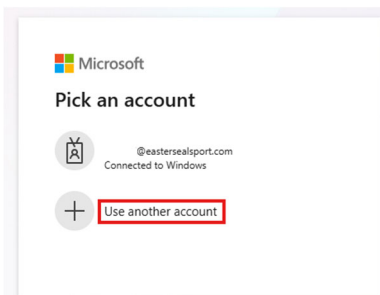 Microsoft
Pick an account
@eastersealsport.com
Connected to Windows
Use another account